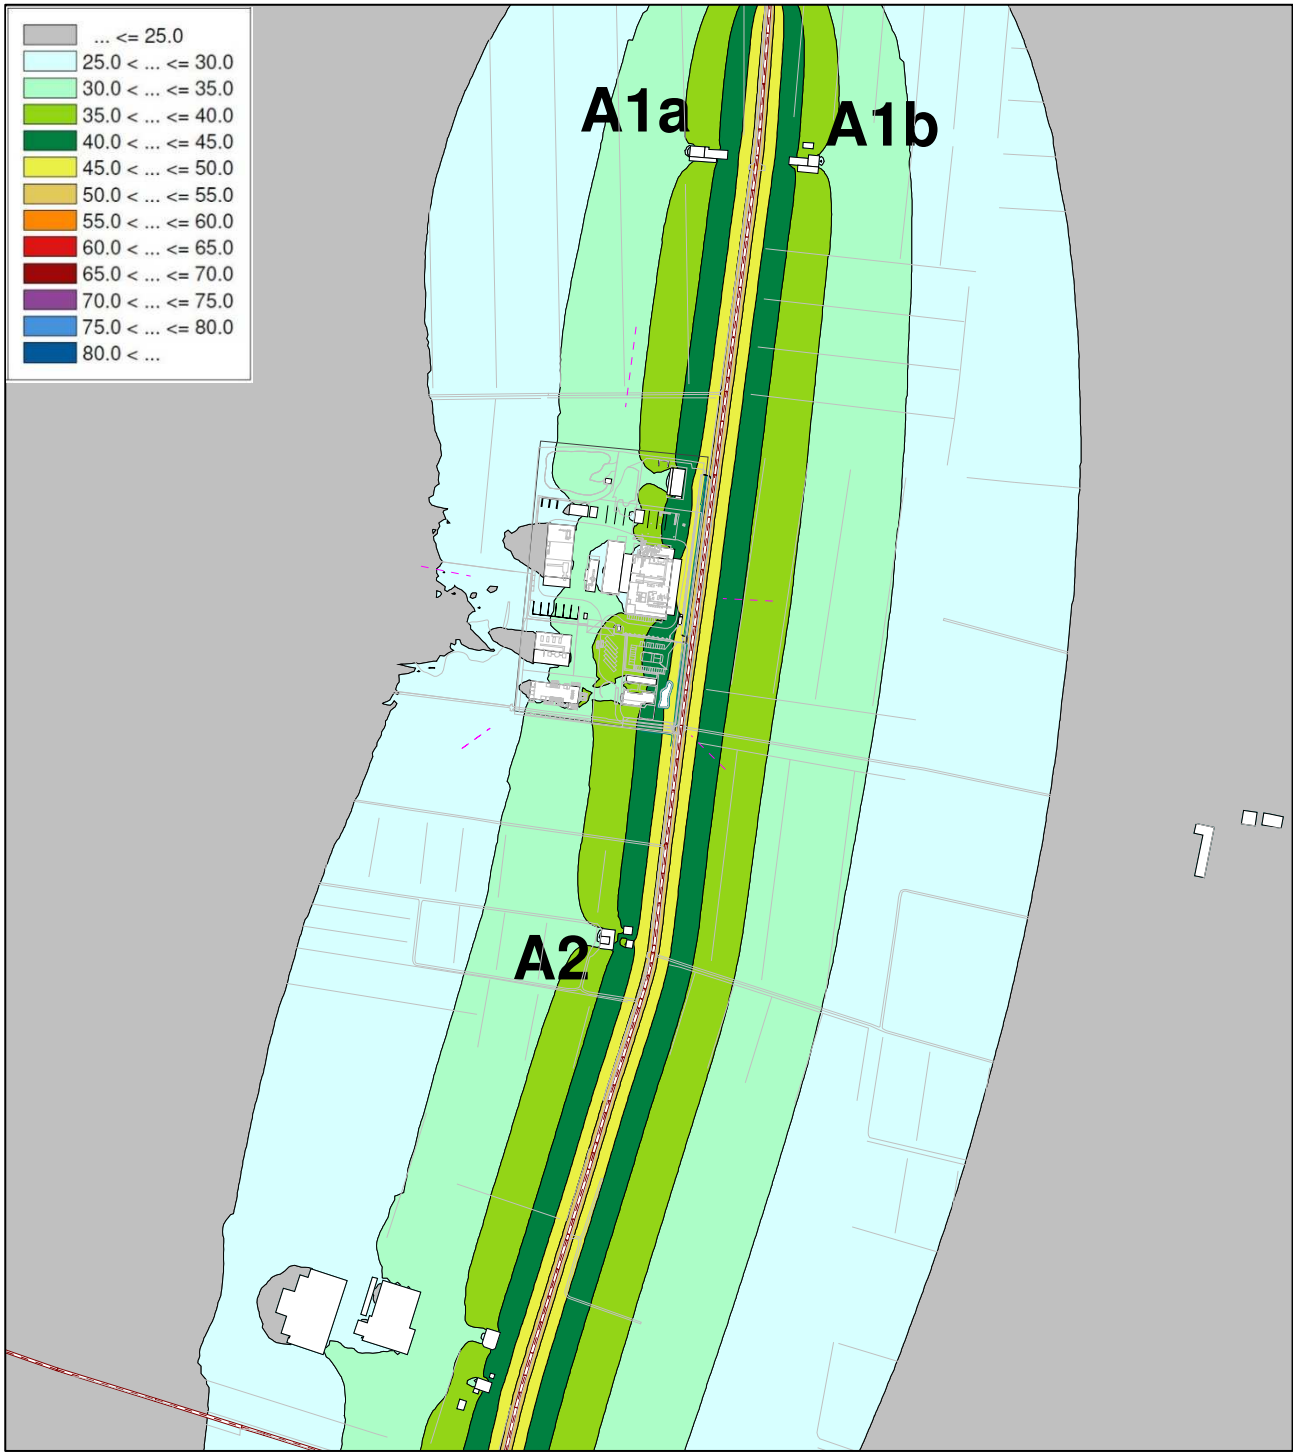 ... <= 25.0
25.0 < ... <= 30.0
30.0 < ... <= 35.0
35.0 < ... <= 40.0
40.0 < ... <= 45.0
45.0 < ... <= 50.0
50.0 < ... <= 55.0
55.0 < ... <= 60.0
60.0 < ... <= 65.0
65.0 < ... <= 70.0
70.0 < ... <= 75.0
75.0 < ... <= 80.0
80.0 < ...
A1a
A1b
A2